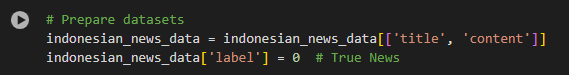 # Prepare datasets
indonesian_news_data = indonesian_news_data[['title', 'content']]
indonesian_news_data['label'] = 0  # True News